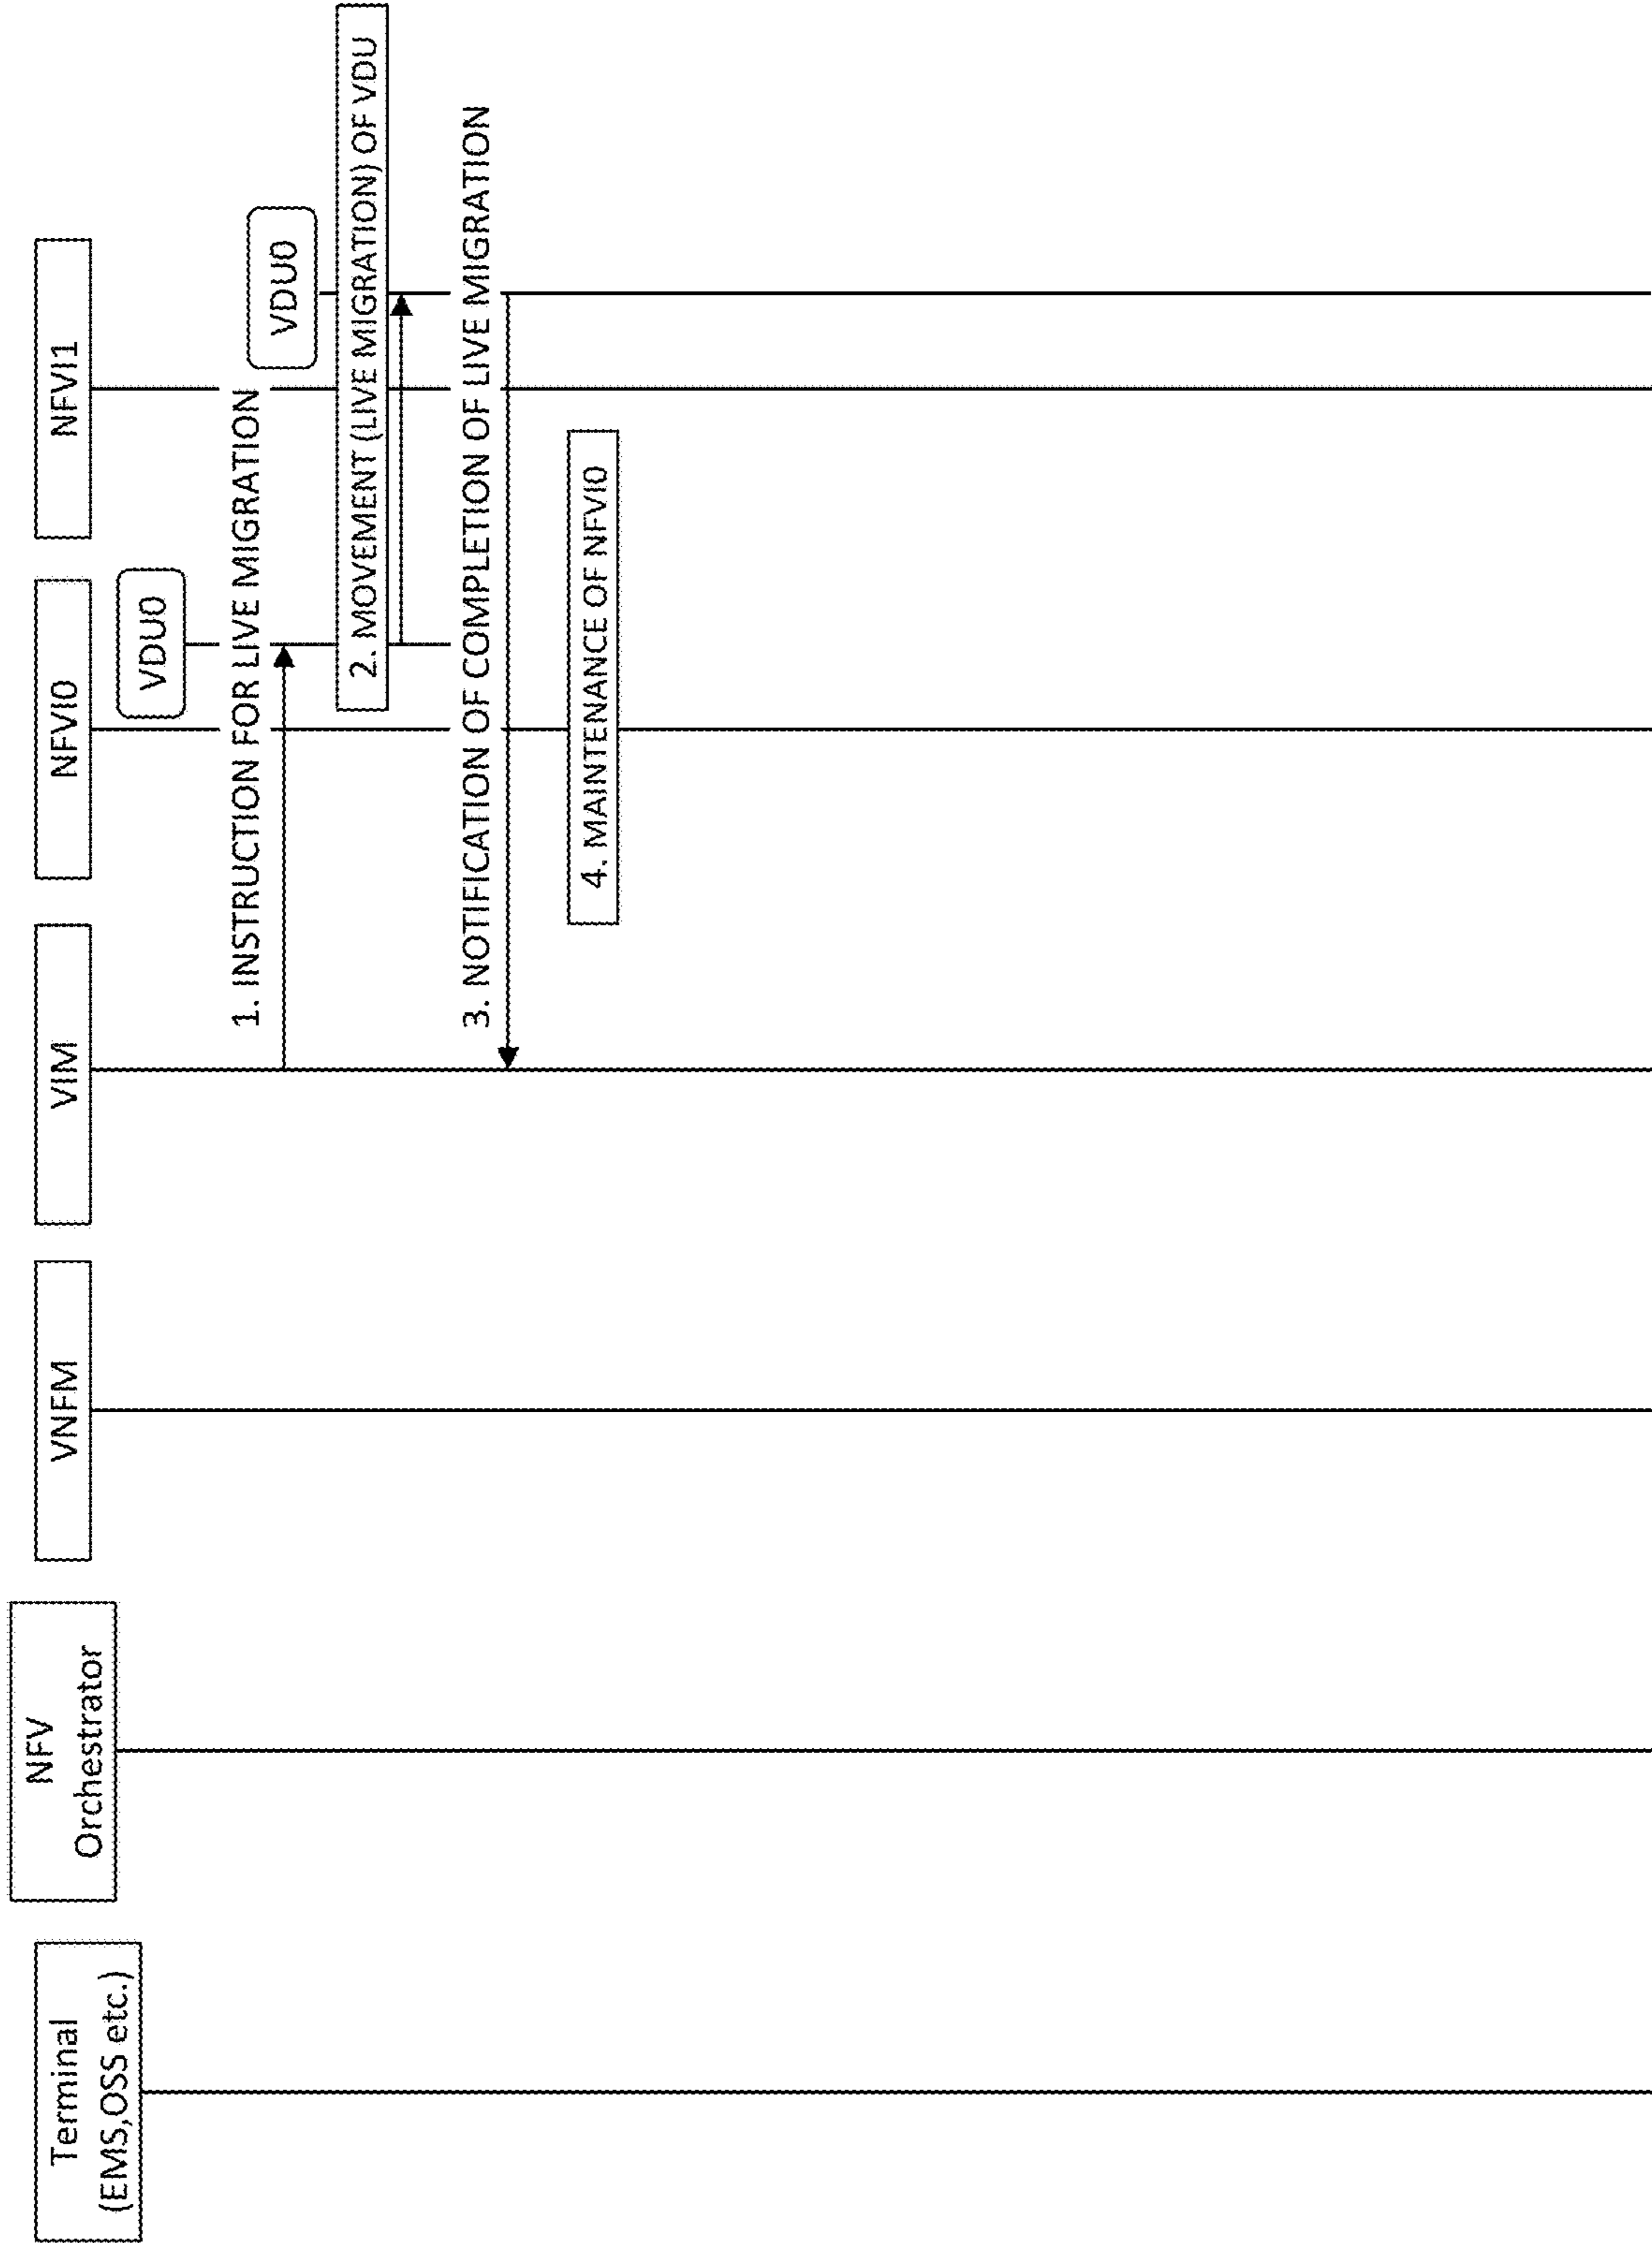 Terminal
(EMS,OSS etc.)
NFV
Orchestrator
VNFM
VIM
NFVI0
NFVI1
VDU0
1. INSTRUCTION FOR LIVE MIGRATION
VDU0
2. MOVEMENT (LIVE MIGRATION) OF VDU
3. NOTIFICATION OF COMPLETION OF LIVE MIGRATION
4. MAINTENANCE OF NFVI0